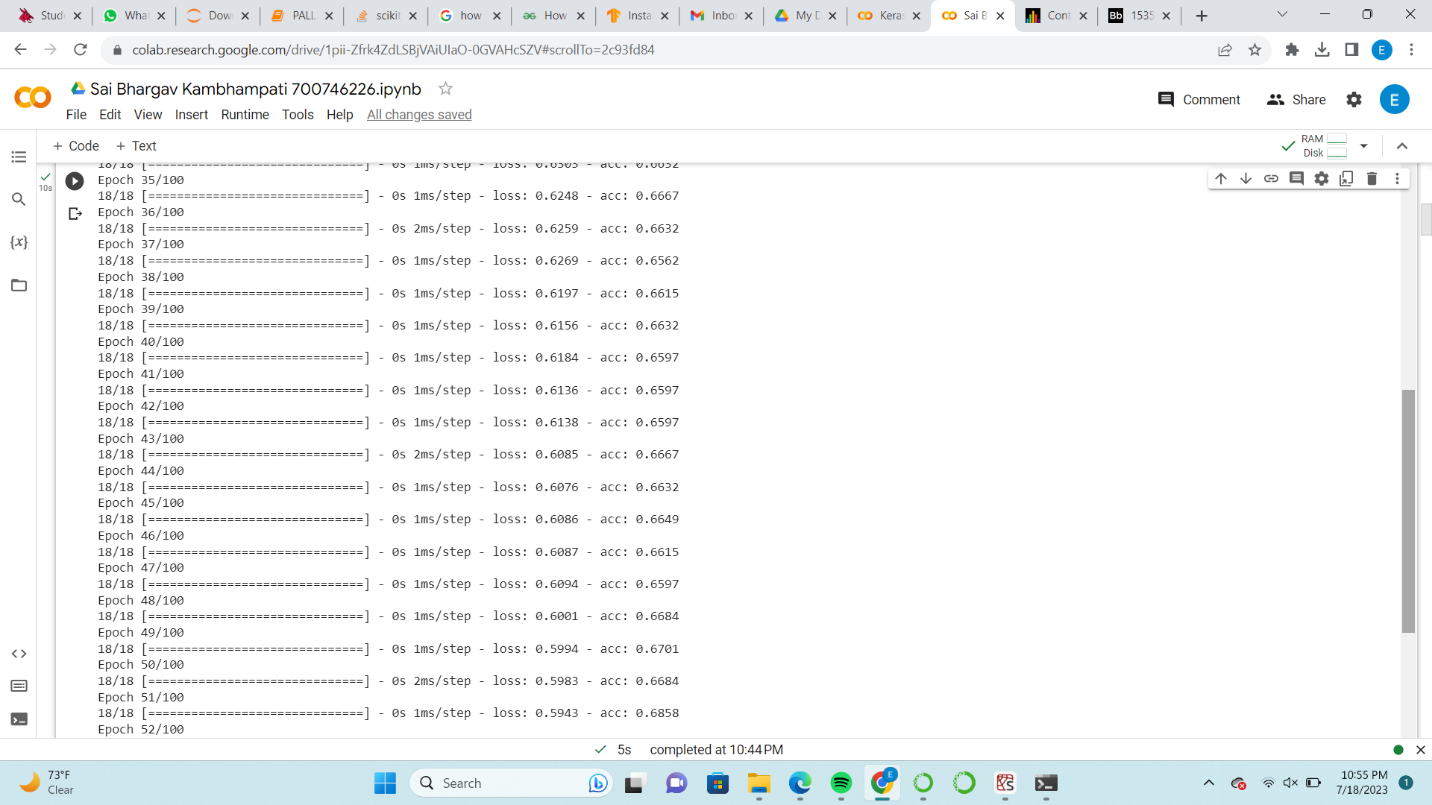 Stude
What
Dow
PALL
scikit
how
How
Insta
Inbo
My D
Kera
Sai B
Cont
Bb 1535
colab.research.google.com/drive/1pii-Zfrk4ZdLSBjVAiUIaO-0GVAHcSZV#scrollTo=2c93fd84
E
CO Sai Bhargav Kambhampati 700746226.ipynb
File Edit View Insert Runtime Tools Help All changes saved
Comment Share E
+ Code + Text
RAM
Disk
10s
18/18 [==============================] - 0s 1ms/step - loss: 0.6303 - acc: 0.6632
Epoch 35/100
18/18 [==============================] - 0s 1ms/step - loss: 0.6248 - acc: 0.6667
Epoch 36/100
18/18 [==============================] - 0s 2ms/step - loss: 0.6259 - acc: 0.6632
Epoch 37/100
18/18 [==============================] - 0s 1ms/step - loss: 0.6269 - acc: 0.6562
Epoch 38/100
18/18 [==============================] - 0s 1ms/step - loss: 0.6197 - acc: 0.6615
Epoch 39/100
18/18 [==============================] - 0s 1ms/step - loss: 0.6156 - acc: 0.6632
Epoch 40/100
18/18 [==============================] - 0s 1ms/step - loss: 0.6184 - acc: 0.6597
Epoch 41/100
18/18 [==============================] - 0s 1ms/step - loss: 0.6136 - acc: 0.6597
Epoch 42/100
18/18 [==============================] - 0s 1ms/step - loss: 0.6138 - acc: 0.6597
Epoch 43/100
18/18 [==============================] - 0s 2ms/step - loss: 0.6085 - acc: 0.6667
Epoch 44/100
18/18 [==============================] - 0s 1ms/step - loss: 0.6076 - acc: 0.6632
Epoch 45/100
18/18 [==============================] - 0s 1ms/step - loss: 0.6086 - acc: 0.6649
Epoch 46/100
18/18 [==============================] - 0s 1ms/step - loss: 0.6087 - acc: 0.6615
Epoch 47/100
18/18 [==============================] - 0s 1ms/step - loss: 0.6094 - acc: 0.6597
Epoch 48/100
18/18 [==============================] - 0s 1ms/step - loss: 0.6001 - acc: 0.6684
Epoch 49/100
18/18 [==============================] - 0s 1ms/step - loss: 0.5994 - acc: 0.6701
Epoch 50/100
18/18 [==============================] - 0s 2ms/step - loss: 0.5983 - acc: 0.6684
Epoch 51/100
18/18 [==============================] - 0s 1ms/step - loss: 0.5943 - acc: 0.6858
Epoch 52/100
5s completed at 10:44 PM
73°F
Clear
Search
E
10:55 PM
7/18/2023
1